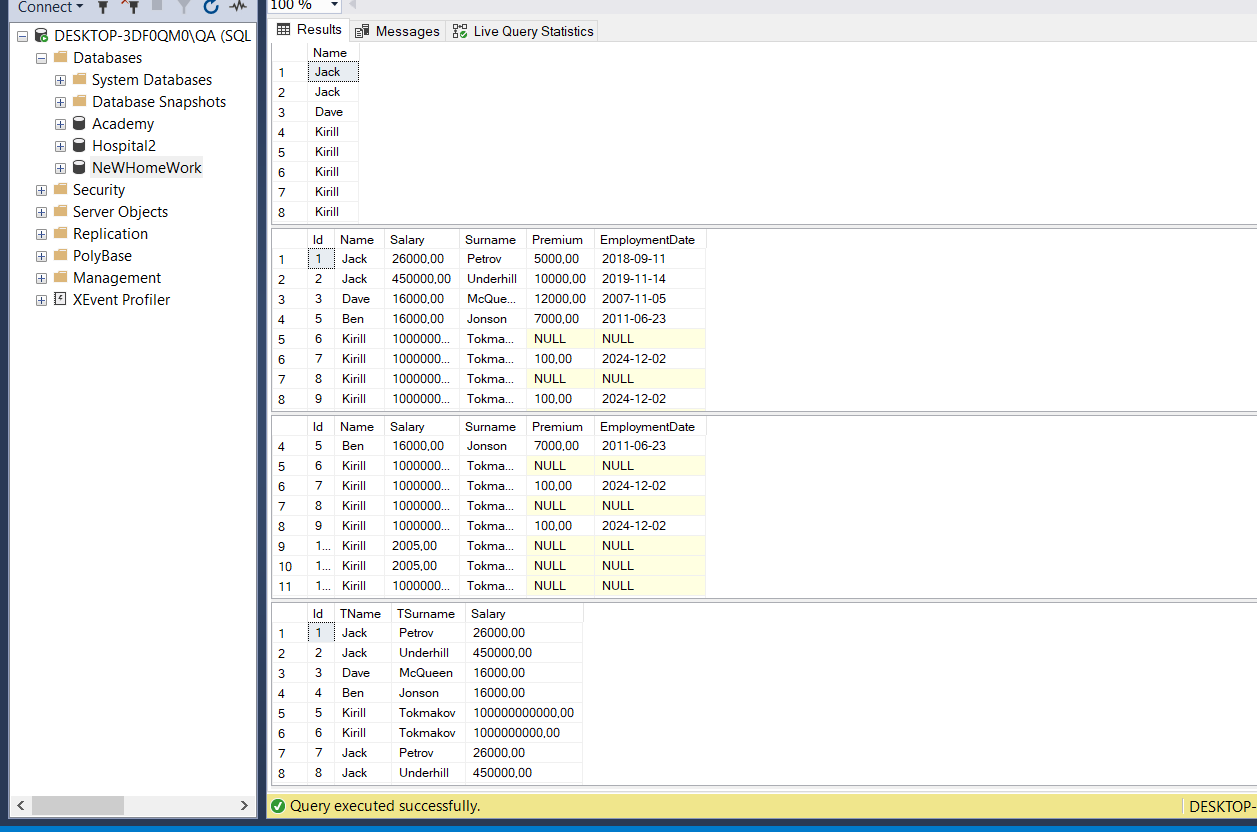 Connect
100 %
DESKTOP-3DF0QM0\QA (SQL
Databases
System Databases
Database Snapshots
Academy
Hospital2
NeWHomeWork
Security
Server Objects
Replication
PolyBase
Management
XEvent Profiler
Results Messages Live Query Statistics
Name
1 Jack
2 Jack
3 Dave
4 Kirill
5 Kirill
6 Kirill
7 Kirill
8 Kirill
Id Name Salary Surname Premium EmploymentDate
1 1 Jack 26000,00 Petrov 5000,00 2018-09-11
2 2 Jack 450000,00 Underhill 10000,00 2019-11-14
3 3 Dave 16000,00 McQue... 12000,00 2007-11-05
4 5 Ben 16000,00 Jonson 7000,00 2011-06-23
5 6 Kirill 1000000... Tokma... NULL NULL
6 7 Kirill 1000000... Tokma... 100,00 2024-12-02
7 8 Kirill 1000000... Tokma... NULL NULL
8 9 Kirill 1000000... Tokma... 100,00 2024-12-02
Id Name Salary Surname Premium EmploymentDate
4 5 Ben 16000,00 Jonson 7000,00 2011-06-23
5 6 Kirill 1000000... Tokma... NULL NULL
6 7 Kirill 1000000... Tokma... 100,00 2024-12-02
7 8 Kirill 1000000... Tokma... NULL NULL
8 9 Kirill 1000000... Tokma... 100,00 2024-12-02
9 1... Kirill 2005,00 Tokma... NULL NULL
10 1... Kirill 2005,00 Tokma... NULL NULL
11 1... Kirill 1000000... Tokma... NULL NULL
Id TName TSurname Salary
1 1 Jack Petrov 26000,00
2 2 Jack Underhill 450000,00
3 3 Dave McQueen 16000,00
4 4 Ben Jonson 16000,00
5 5 Kirill Tokmakov 100000000000,00
6 6 Kirill Tokmakov 1000000000,00
7 7 Jack Petrov 26000,00
8 8 Jack Underhill 450000,00
Query executed successfully. DESKTOP-